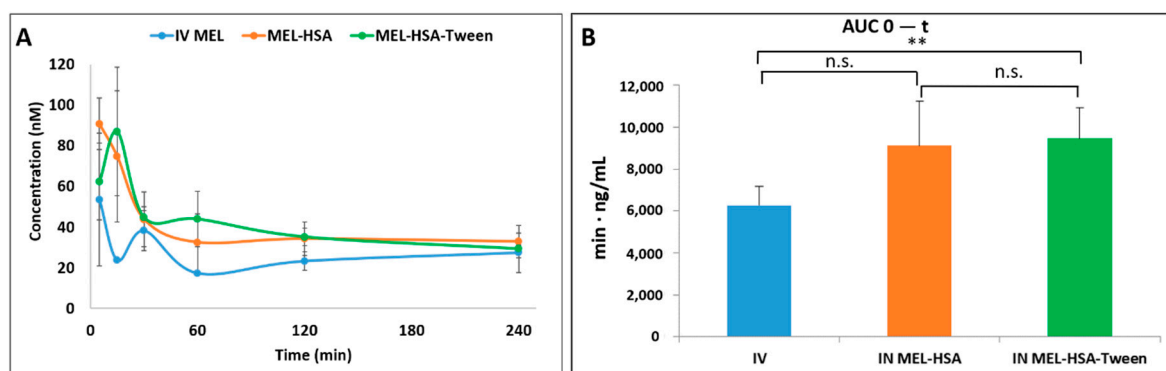 A
IV MEL MEL-HSA MEL-HSA-Tween
120
100
80
60
40
20
0
Concentration (nM)
0 60 120 180 240
Time (min)
B
AUC 0 — t
**
n.s.
n.s.
12,000
10,000
8,000
6,000
4,000
2,000
0
min · ng/mL
IV IN MEL-HSA IN MEL-HSA-Tween